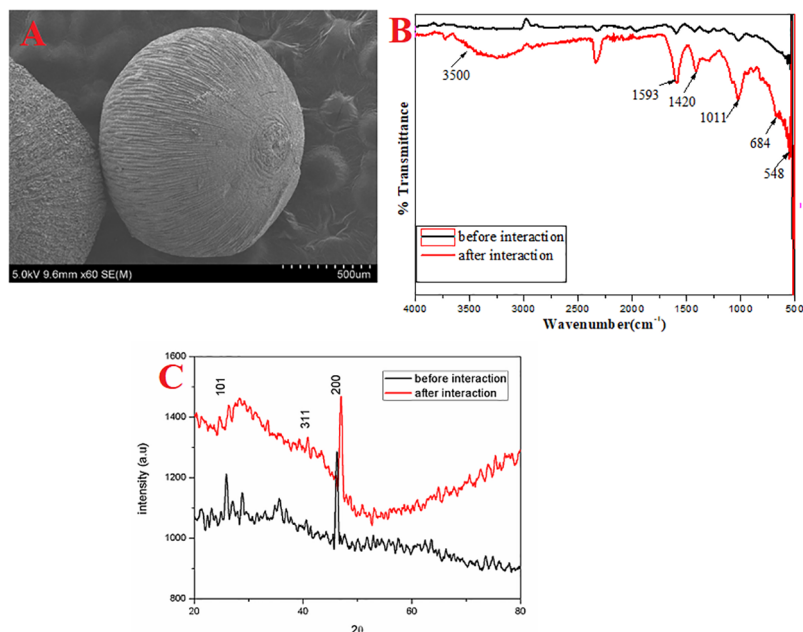 A
5.0kV 9.6mm x60 SE(M)
500um
B
3500
1593
1420
1011
684
548
% Transmittance
before interaction
after interaction
4000 3500 3000 2500 2000 1500 1000 500
Wavenumber(cm⁻¹)
C
101
311
200
before interaction
after interaction
1600
1400
1200
1000
800
intensity (a.u)
20 40 60 80
2θ